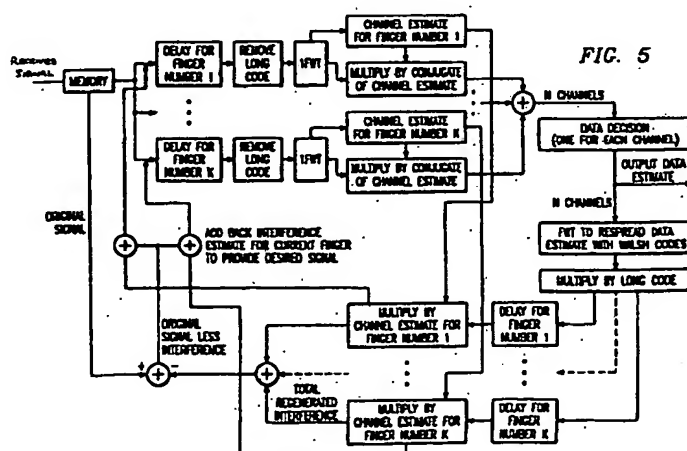 FIG. 5
RECEIVED
SIGNAL
MEMORY
DELAY FOR
FINGER
NUMBER 1
REMOVE
LONG
CODE
IFWT
CHANNEL ESTIMATE
FOR FINGER NUMBER 1
MULTIPLY BY CONJUGATE
OF CHANNEL ESTIMATE
DELAY FOR
FINGER
NUMBER K
REMOVE
LONG
CODE
IFWT
CHANNEL ESTIMATE
FOR FINGER NUMBER K
MULTIPLY BY CONJUGATE
OF CHANNEL ESTIMATE
N CHANNELS
DATA DECISION
(ONE FOR EACH CHANNEL)
OUTPUT DATA
ESTIMATE
N CHANNELS
FWT TO RESPREAD DATA
ESTIMATE WITH WALSH CODES
MULTIPLY BY LONG CODE
ORIGINAL
SIGNAL
ADD BACK INTERFERENCE
ESTIMATE FOR CURRENT FINGER
TO PROVIDE DESIRED SIGNAL
ORIGINAL
SIGNAL LESS
INTERFERENCE
+
-
MULTIPLY BY
CHANNEL ESTIMATE FOR
FINGER NUMBER 1
DELAY FOR
FINGER
NUMBER 1
TOTAL
REGENERATED
INTERFERENCE
MULTIPLY BY
CHANNEL ESTIMATE FOR
FINGER NUMBER K
DELAY FOR
FINGER
NUMBER K